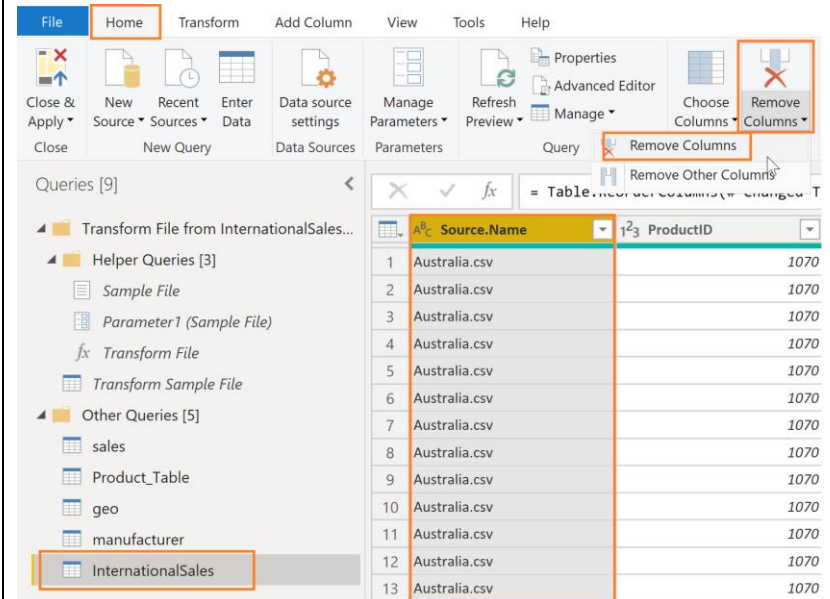 File Home Transform Add Column View Tools Help
Close & Apply New Source Recent Sources Enter Data Data source settings Manage Parameters Refresh Preview Properties Advanced Editor Manage Choose Columns Remove Columns
Close New Query Data Sources Parameters Query
Remove Columns
Remove Other Columns
Queries [9]
fx = Table.ReorderColumns(# Changed T
Transform File from InternationalSales...
Helper Queries [3]
Sample File
Parameter1 (Sample File)
fx Transform File
Transform Sample File
Other Queries [5]
sales
Product_Table
geo
manufacturer
InternationalSales
ABC Source.Name 123 ProductID
1 Australia.csv 1070
2 Australia.csv 1070
3 Australia.csv 1070
4 Australia.csv 1070
5 Australia.csv 1070
6 Australia.csv 1070
7 Australia.csv 1070
8 Australia.csv 1070
9 Australia.csv 1070
10 Australia.csv 1070
11 Australia.csv 1070
12 Australia.csv 1070
13 Australia.csv 1070